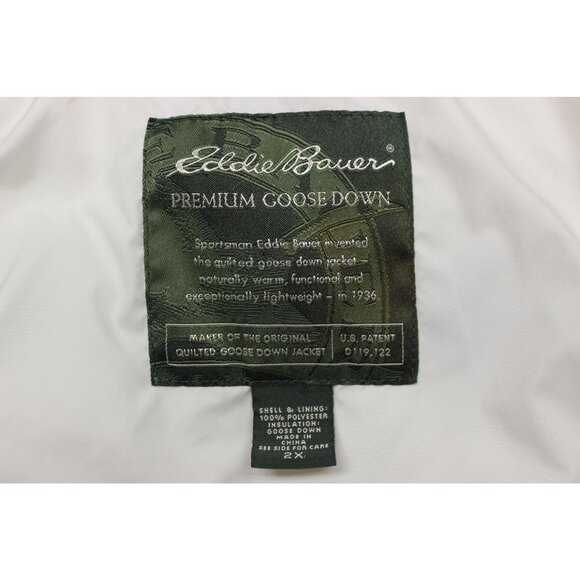 Eddie Bauer®
PREMIUM GOOSE DOWN
Sportsman Eddie Bauer invented
the quilted goose down jacket –
naturally warm, functional and
exceptionally lightweight – in 1936.
MAKER OF THE ORIGINAL
QUILTED GOOSE DOWN JACKET
U.S. PATENT
D119,122
SHELL & LINING:
100% POLYESTER
INSULATION:
GOOSE DOWN
MADE IN
CHINA
SEE SIDE FOR CARE
2X